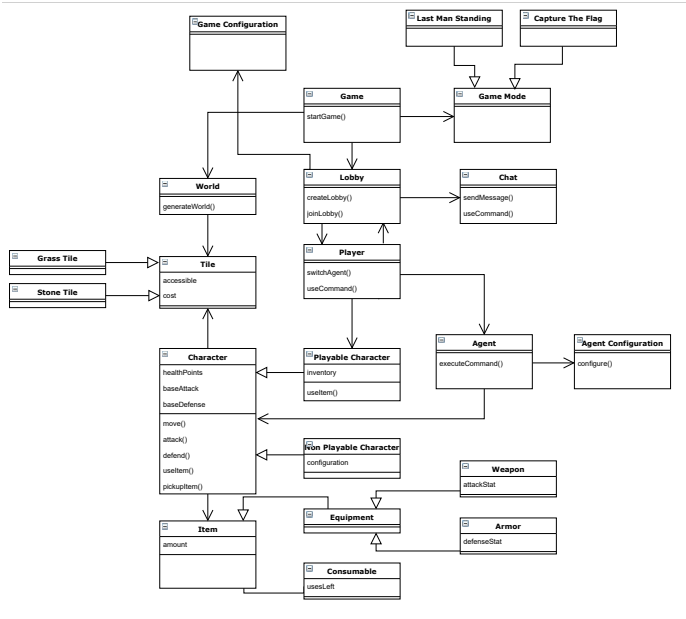 Game Configuration
Last Man Standing
Capture The Flag
Game
startGame()
Game Mode
World
generateWorld()
Lobby
createLobby()
joinLobby()
Chat
sendMessage()
useCommand()
Grass Tile
Stone Tile
Tile
accessible
cost
Player
switchAgent()
useCommand()
Agent
executeCommand()
Agent Configuration
configure()
Character
healthPoints
baseAttack
baseDefense
move()
attack()
defend()
useItem()
pickupItem()
Playable Character
inventory
useItem()
Non Playable Character
configuration
Weapon
attackStat
Item
amount
Equipment
Armor
defenseStat
Consumable
usesLeft